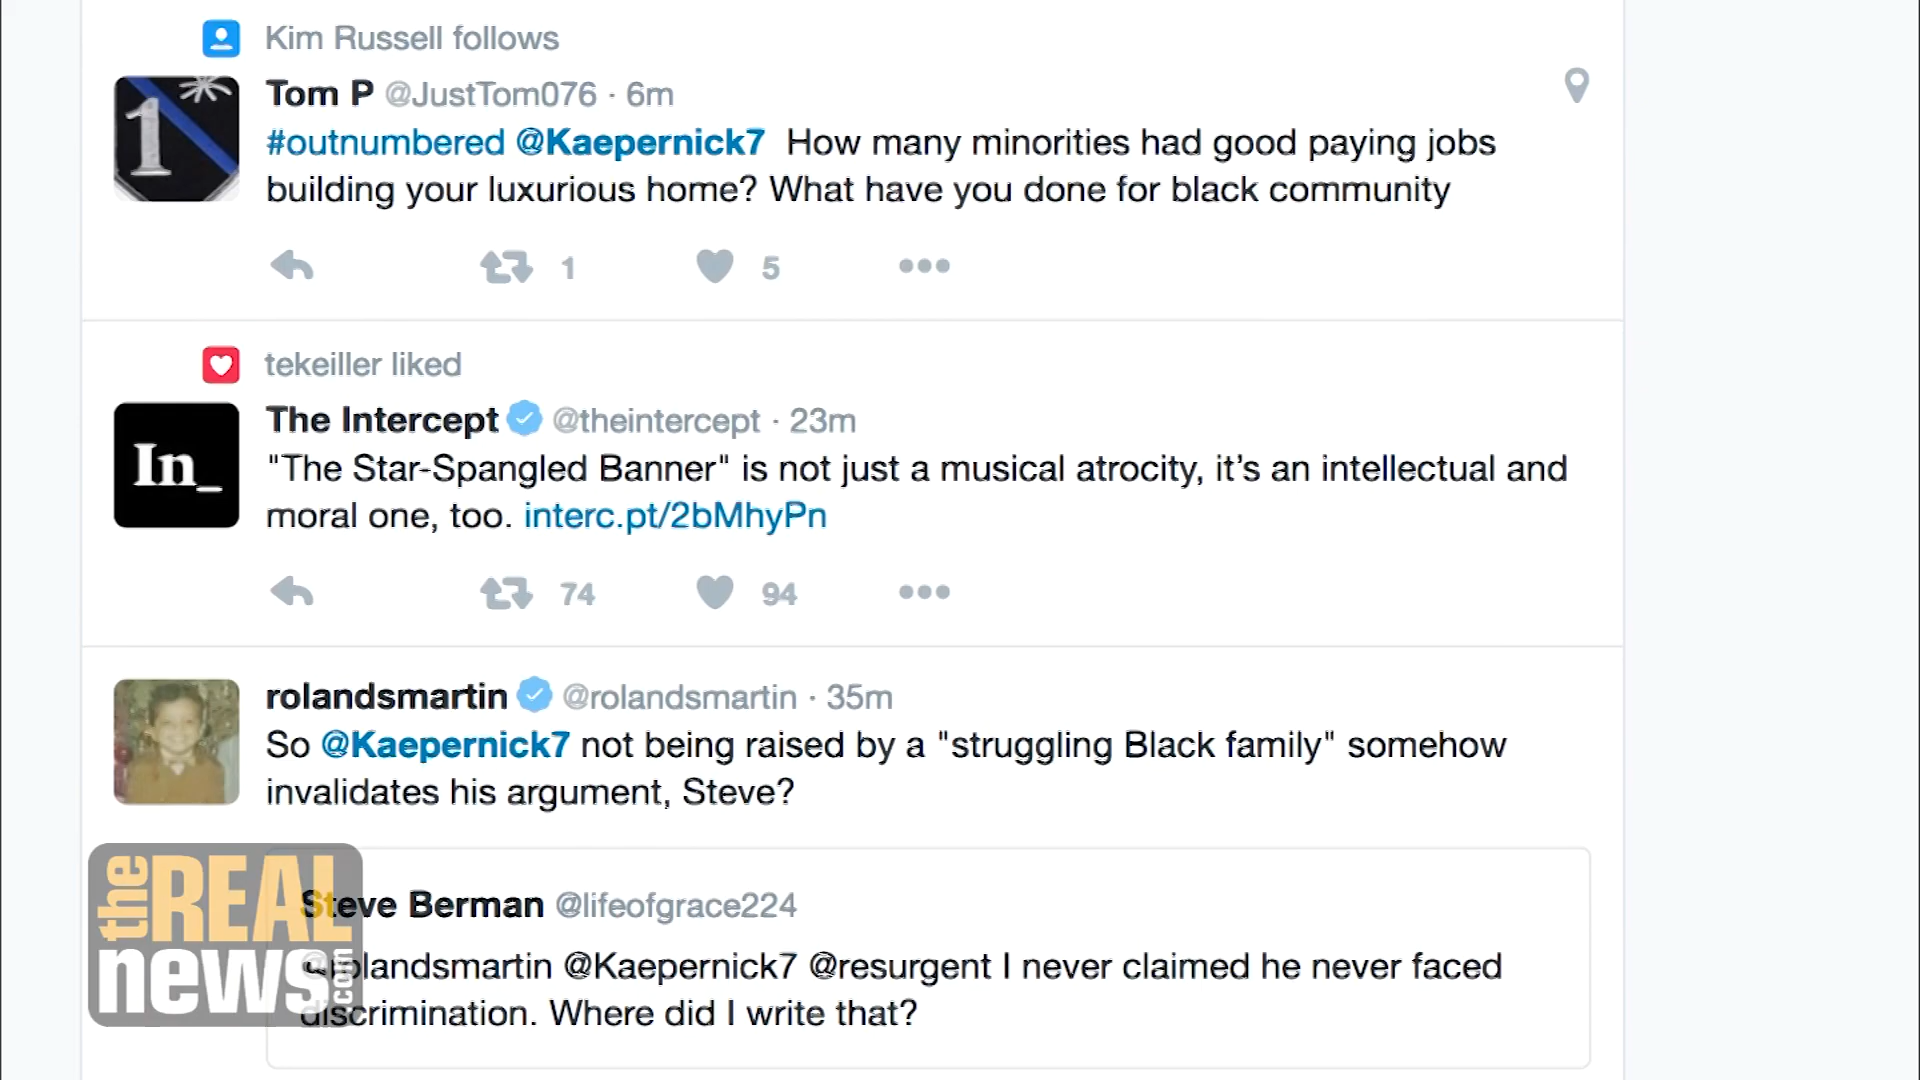 Kim Russell follows
1
Tom P @JustTom076 · 6m
#outnumbered @Kaepernick7 How many minorities had good paying jobs
building your luxurious home? What have you done for black community
1 5
tekeiller liked
In_
The Intercept @theintercept · 23m
"The Star-Spangled Banner" is not just a musical atrocity, it's an intellectual and
moral one, too. interc.pt/2bMhyPn
74 94
rolandsmartin @rolandsmartin · 35m
So @Kaepernick7 not being raised by a "struggling Black family" somehow
invalidates his argument, Steve?
Steve Berman @lifeofgrace224
@rolandsmartin @Kaepernick7 @resurgent I never claimed he never faced
discrimination. Where did I write that?
the REAL
news.com